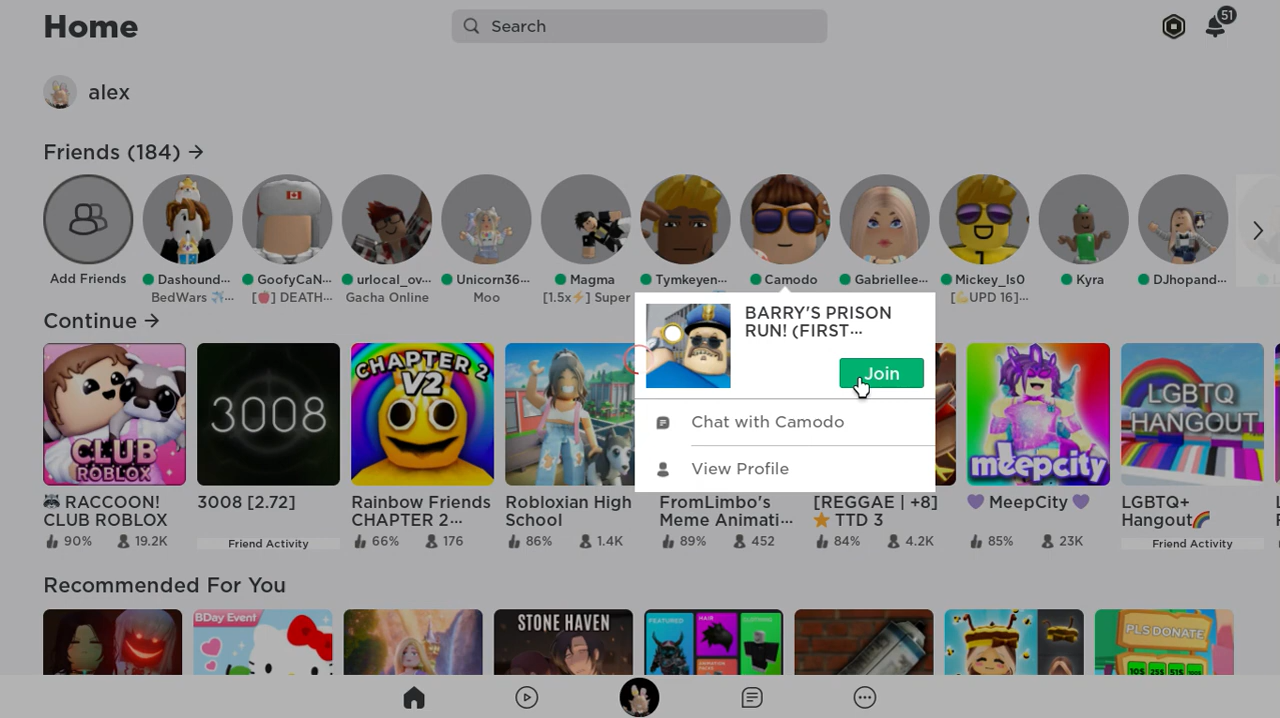 Home
Search
51
alex
Friends (184) →
Add Friends
Dashound...
BedWars
GoofyCaN...
[🍎] DEATH...
urlocal_ov...
Gacha Online
Unicorn36...
Moo
Magma
[1.5x⚡] Super
Tymkeyen...
Camodo
Gabriellee...
Mickey_Is0
[💪UPD 16]...
Kyra
DJhopand...
BARRY'S PRISON
RUN! (FIRST...
Join
Chat with Camodo
View Profile
Continue →
CLUB
ROBLOX
3008
CHAPTER 2
V2
meepcity
LGBTQ
HANGOUT
🦝 RACCOON!
CLUB ROBLOX
90% 19.2K
3008 [2.72]
Friend Activity
Rainbow Friends
CHAPTER 2...
66% 176
Robloxian High
School
86% 1.4K
FromLimbo's
Meme Animati...
89% 452
[REGGAE | +8]
⭐ TTD 3
84% 4.2K
💜 MeepCity 💜
85% 23K
LGBTQ+
Hangout🌈
Friend Activity
Recommended For You
BDay Event
STONE HAVEN
FEATURED
HAIR
PLS DONATE